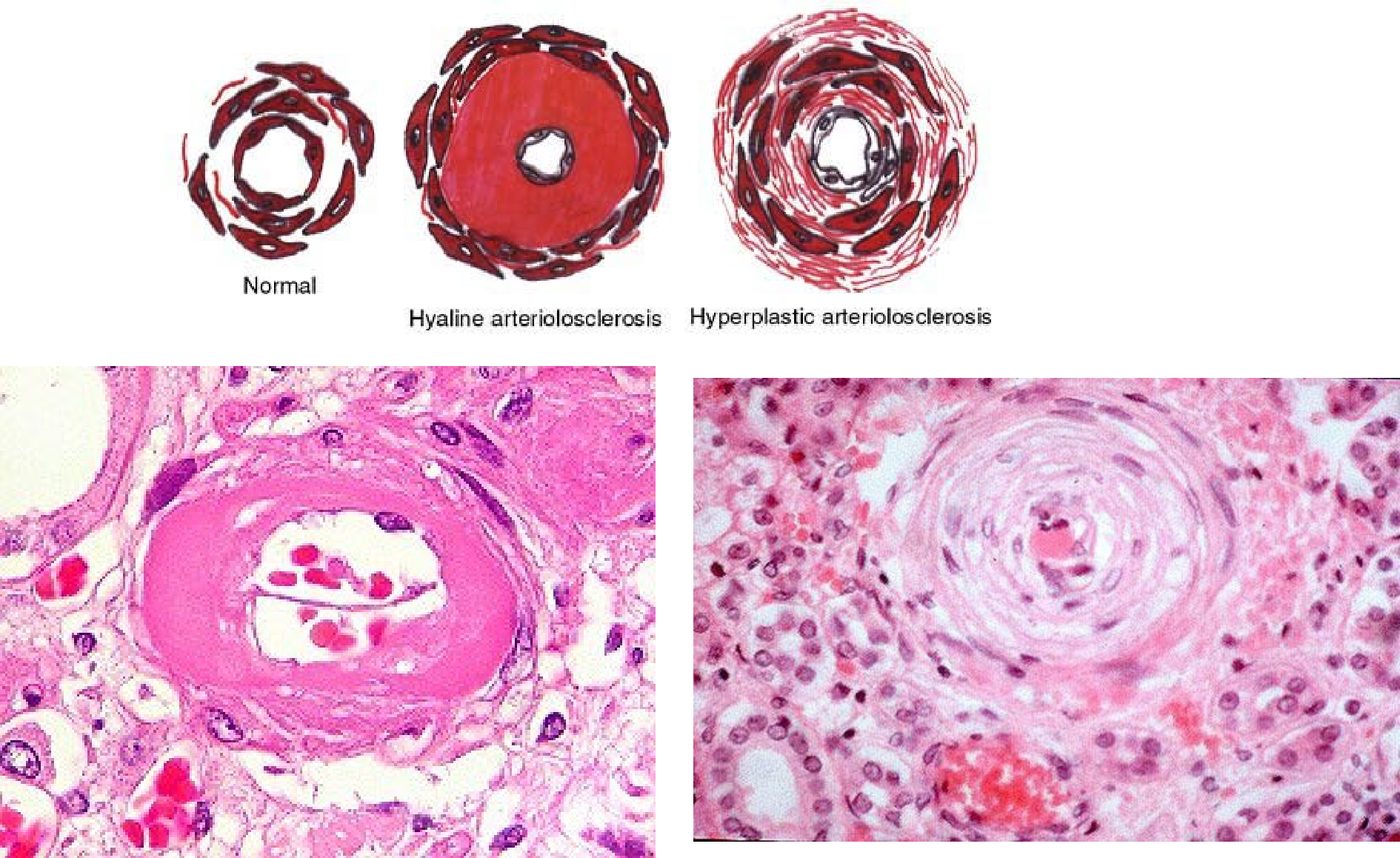 Normal
Hyaline arteriolosclerosis
Hyperplastic arteriolosclerosis